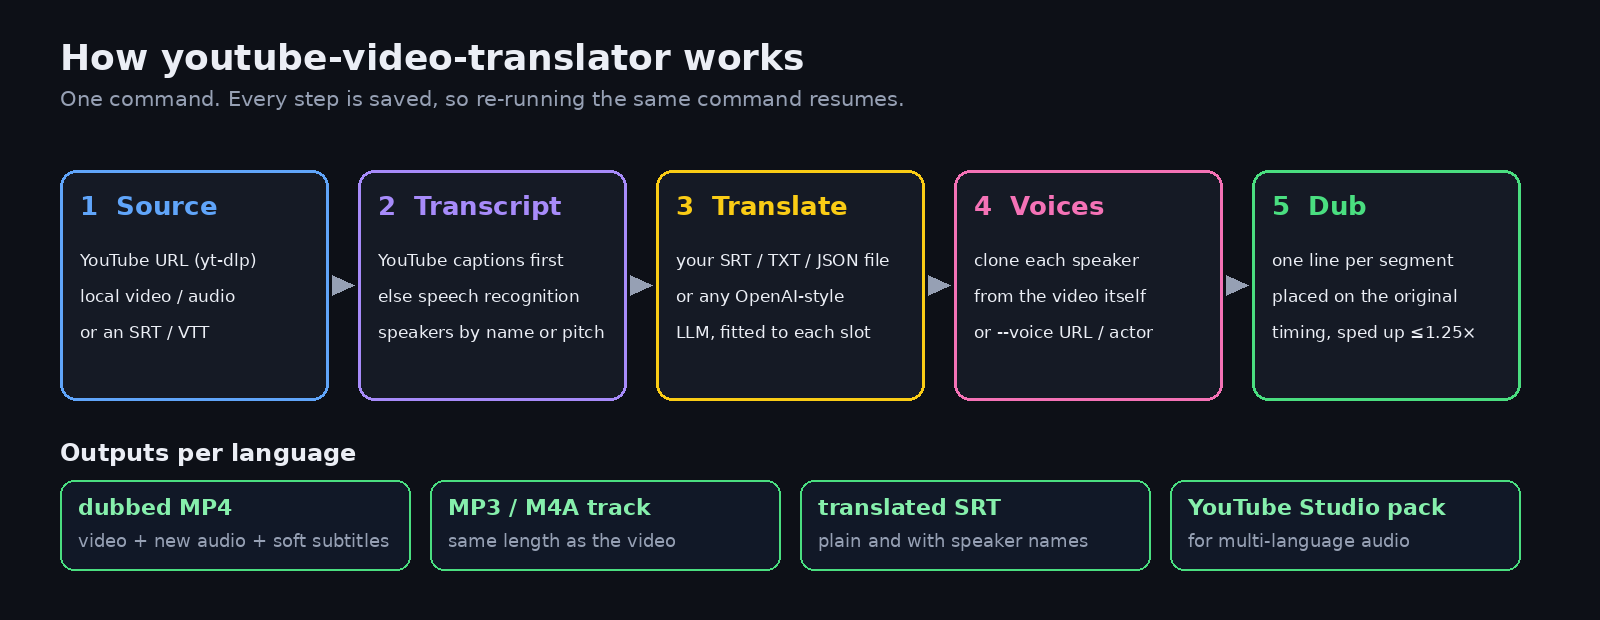 How youtube-video-translator works
One command. Every step is saved, so re-running the same command resumes.
1 Source
YouTube URL (yt-dlp)
local video / audio
or an SRT / VTT
2 Transcript
YouTube captions first
else speech recognition
speakers by name or pitch
3 Translate
your SRT / TXT / JSON file
or any OpenAI-style
LLM, fitted to each slot
4 Voices
clone each speaker
from the video itself
or --voice URL / actor
5 Dub
one line per segment
placed on the original
timing, sped up ≤1.25×
Outputs per language
dubbed MP4
video + new audio + soft subtitles
MP3 / M4A track
same length as the video
translated SRT
plain and with speaker names
YouTube Studio pack
for multi-language audio